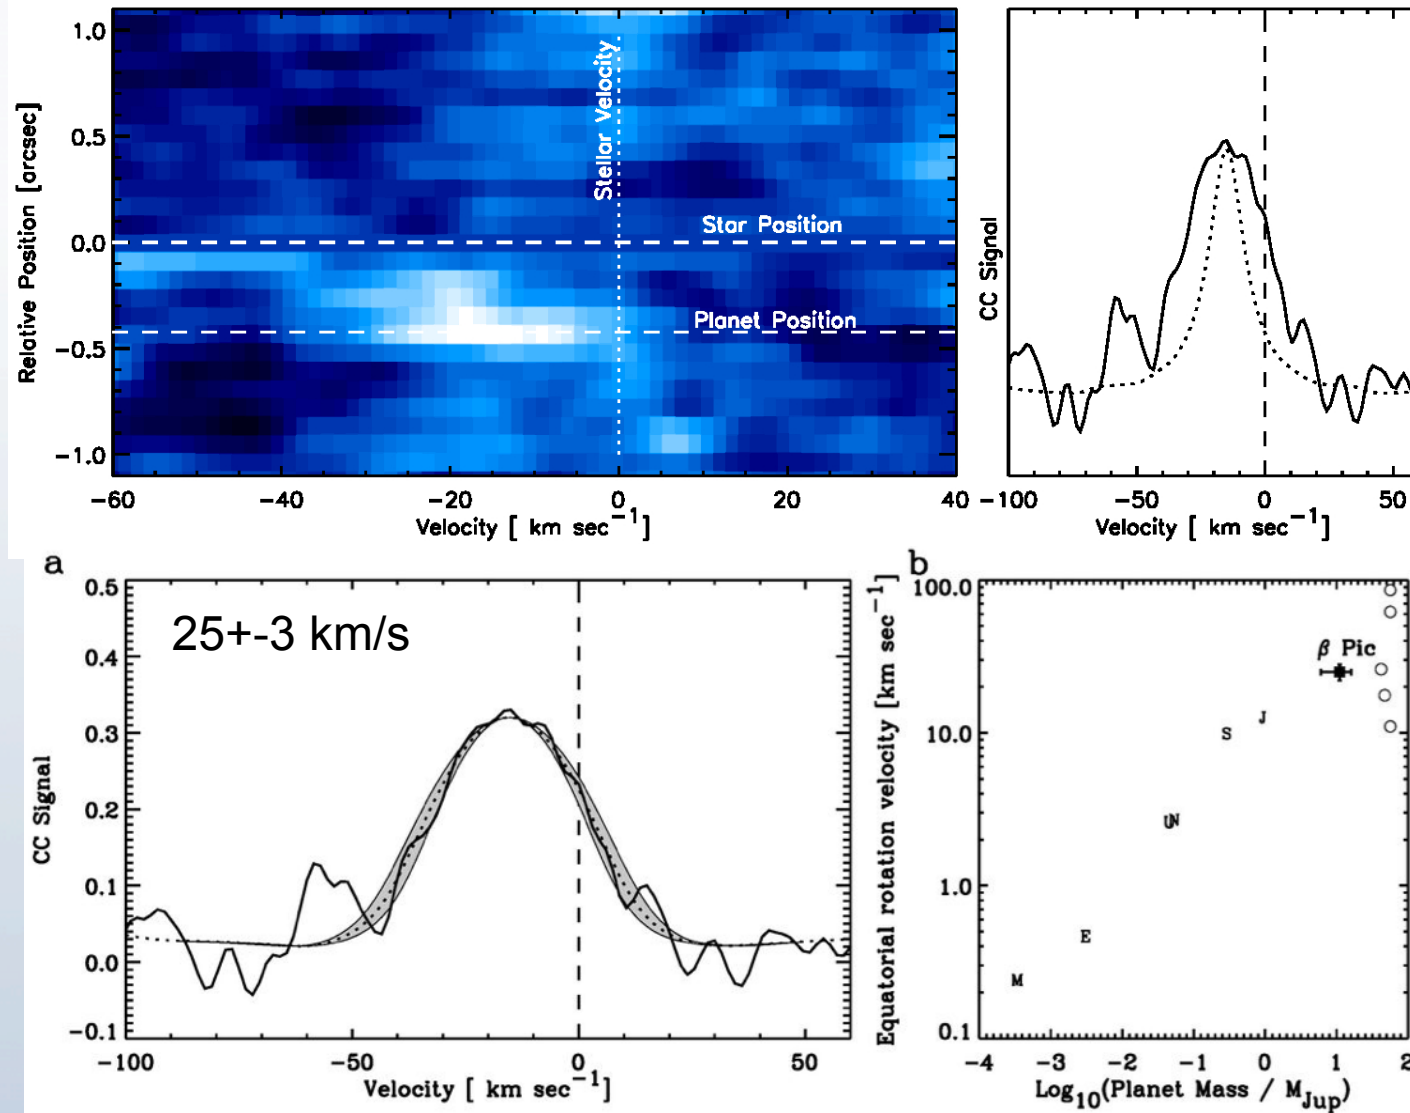 1.0
0.5
0.0
-0.5
-1.0
Relative Position [arcsec]
Stellar Velocity
Star Position
Planet Position
-60 -40 -20 0 20 40
Velocity [ km sec⁻¹]
CC Signal
-100 -50 0 50
Velocity [ km sec⁻¹]
a
25+-3 km/s
0.5
0.4
0.3
0.2
0.1
0.0
-0.1
CC Signal
-100 -50 0 50
Velocity [ km sec⁻¹]
b
100.0
10.0
1.0
0.1
Equatorial rotation velocity [km sec⁻¹]
β Pic
J
S
UN
E
M
-4 -3 -2 -1 0 1 2
Log₁₀(Planet Mass / M_Jup)